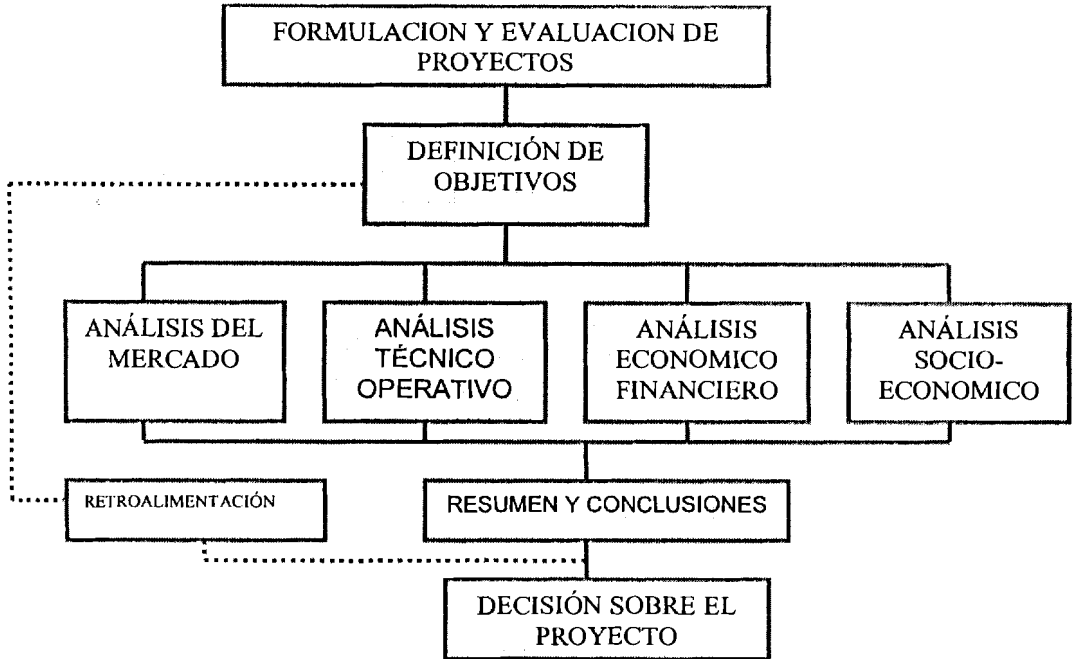 FORMULACION Y EVALUACION DE
PROYECTOS
DEFINICIÓN DE
OBJETIVOS
ANÁLISIS DEL
MERCADO
ANÁLISIS
TÉCNICO
OPERATIVO
ANÁLISIS
ECONOMICO
FINANCIERO
ANÁLISIS
SOCIO-
ECONOMICO
RETROALIMENTACIÓN
RESUMEN Y CONCLUSIONES
DECISIÓN SOBRE EL
PROYECTO